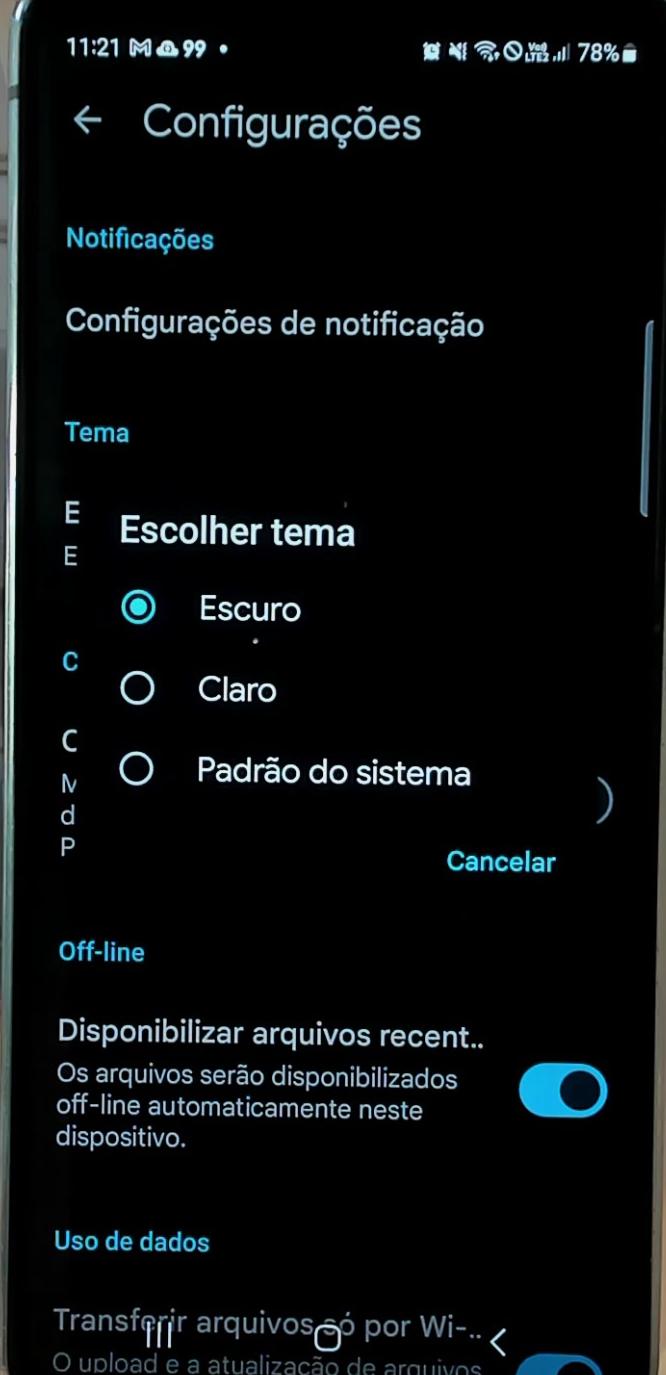 11:21 99
VoD LTE2 78%
Configurações
Notificações
Configurações de notificação
Tema
E
Escolher tema
E
Escuro
C
Claro
C
Padrão do sistema
M
d
P
Cancelar
Off-line
Disponibilizar arquivos recent..
Os arquivos serão disponibilizados
off-line automaticamente neste
dispositivo.
Uso de dados
Transferir arquivos só por Wi-..
O upload e a atualização de arquivos